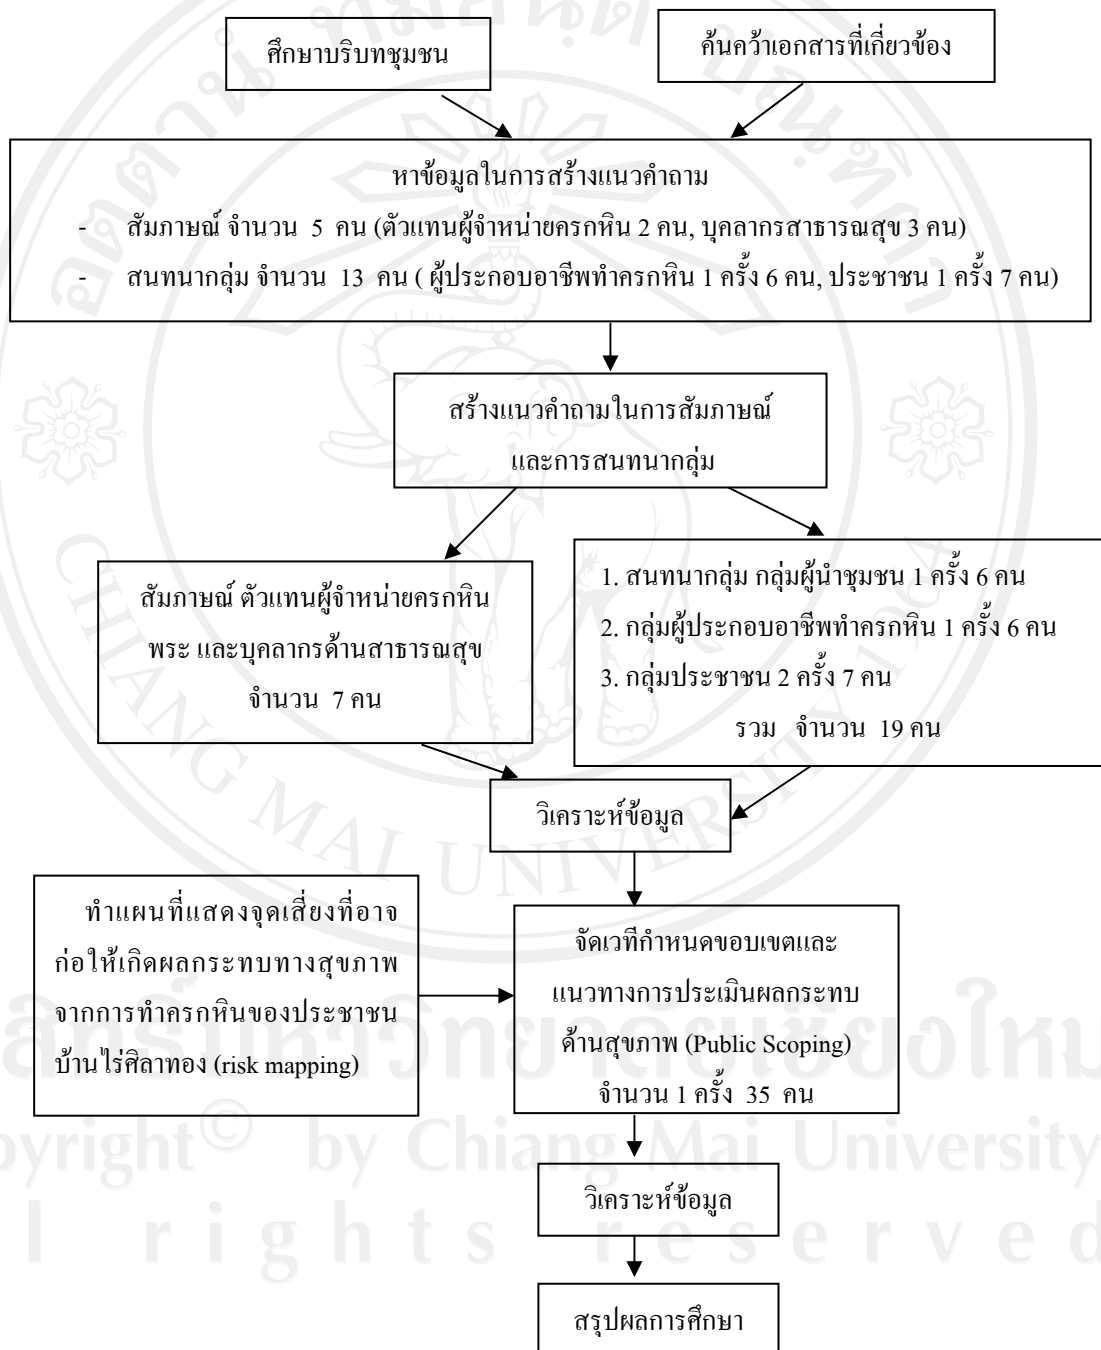 ศึกษาบริบทชุมชน
ค้นคว้าเอกสารที่เกี่ยวข้อง
หาข้อมูลในการสร้างแนวคำถาม
- สัมภาษณ์ จำนวน 5 คน (ตัวแทนผู้จำหน่ายครกหิน 2 คน, บุคลากรสาธารณสุข 3 คน)
- สนทนากลุ่ม จำนวน 13 คน ( ผู้ประกอบอาชีพทำครกหิน 1 ครั้ง 6 คน, ประชาชน 1 ครั้ง 7 คน)
สร้างแนวคำถามในการสัมภาษณ์
และการสนทนากลุ่ม
สัมภาษณ์ ตัวแทนผู้จำหน่ายครกหิน
พระ และบุคลากรด้านสาธารณสุข
จำนวน 7 คน
1. สนทนากลุ่ม กลุ่มผู้นำชุมชน 1 ครั้ง 6 คน
2. กลุ่มผู้ประกอบอาชีพทำครกหิน 1 ครั้ง 6 คน
3. กลุ่มประชาชน 2 ครั้ง 7 คน
รวม จำนวน 19 คน
วิเคราะห์ข้อมูล
ทำแผนที่แสดงจุดเสี่ยงที่อาจ
ก่อให้เกิดผลกระทบทางสุขภาพ
จากการทำครกหินของประชาชน
บ้านไร่ศิลาทอง (risk mapping)
จัดเวทีกำหนดขอบเขตและ
แนวทางการประเมินผลกระทบ
ด้านสุขภาพ (Public Scoping)
จำนวน 1 ครั้ง 35 คน
วิเคราะห์ข้อมูล
สรุปผลการศึกษา
CHIANG MAI UNIVERSITY 1964
pyright © by Chiang Mai University
l rights reserved